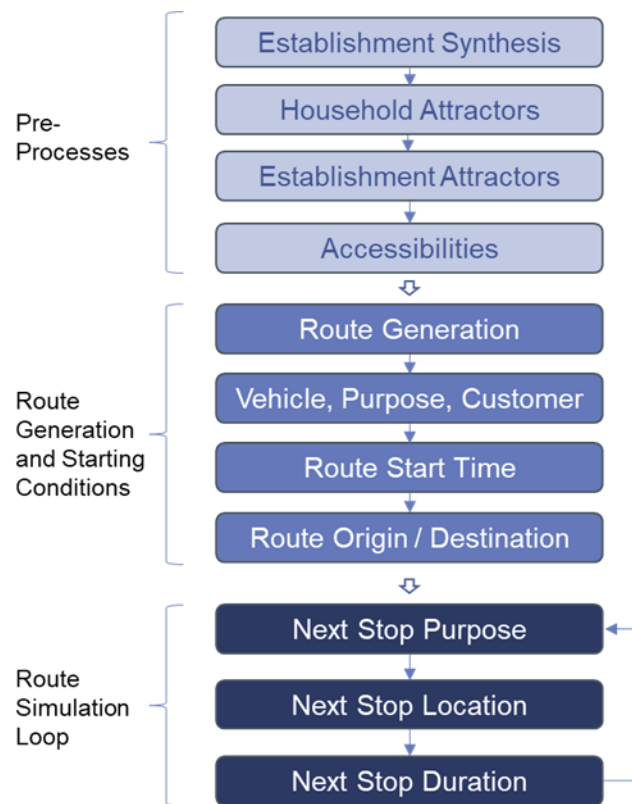 Establishment Synthesis
Pre-
Processes
Household Attractors
Establishment Attractors
Accessibilities
Route
Generation
and Starting
Conditions
Route Generation
Vehicle, Purpose, Customer
Route Start Time
Route Origin / Destination
Route
Simulation
Loop
Next Stop Purpose
Next Stop Location
Next Stop Duration